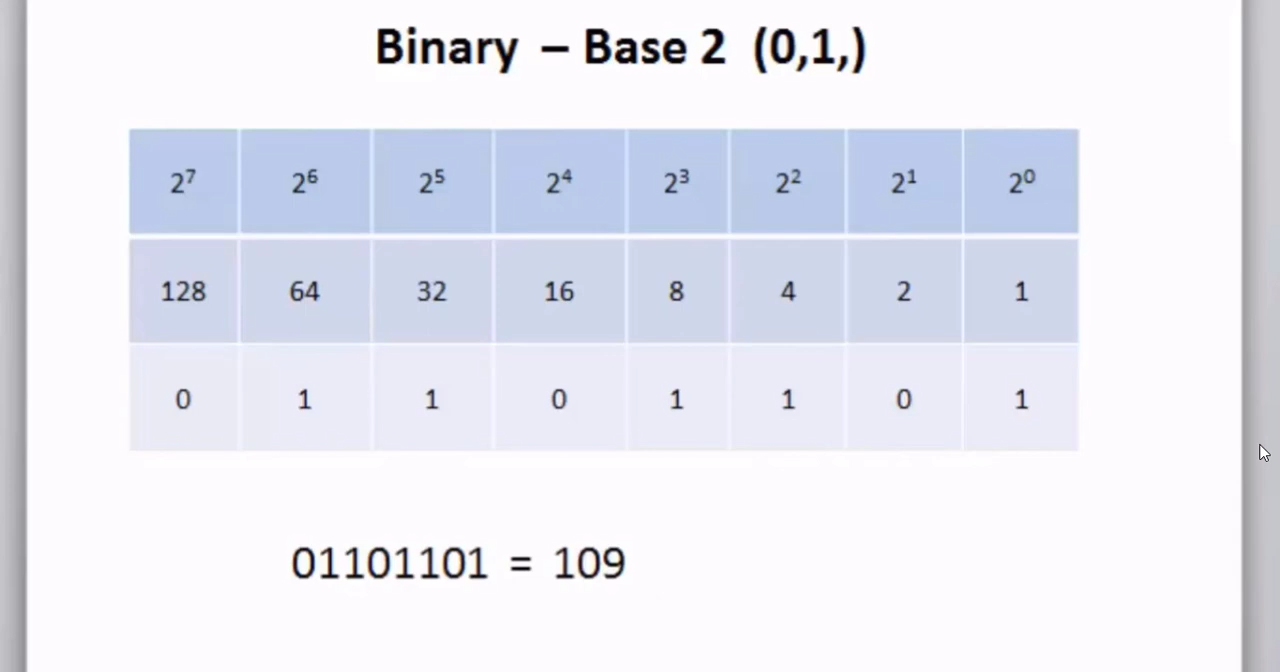 Binary – Base 2 (0,1,)
2⁷ 2⁶ 2⁵ 2⁴ 2³ 2² 2¹ 2⁰
128 64 32 16 8 4 2 1
0 1 1 0 1 1 0 1
01101101 = 109